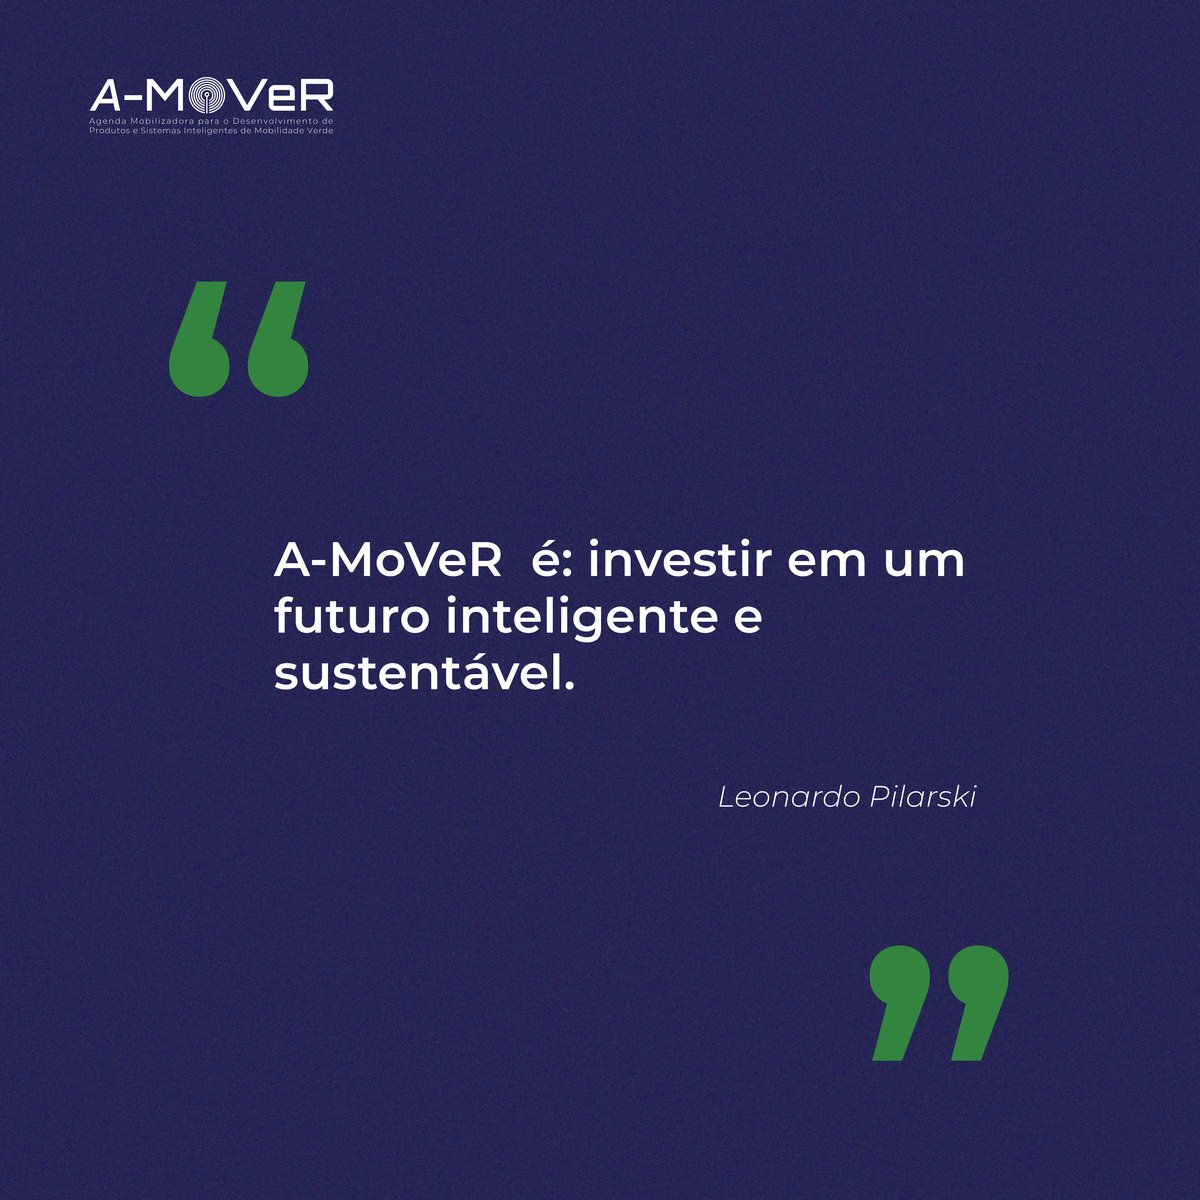 A-MOVeR
Agenda Mobilizadora para o Desenvolvimento de
Produtos e Sistemas Inteligentes de Mobilidade Verde
“
A-MoVeR  é: investir em um
futuro inteligente e
sustentável.
Leonardo Pilarski
”